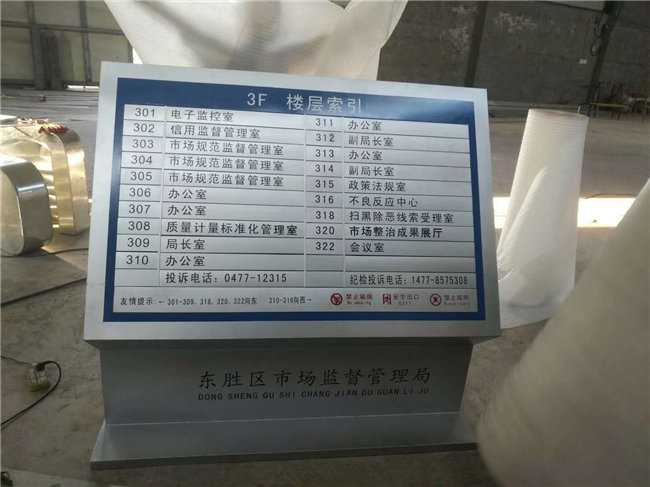 3F 楼层索引
301 电子监控室
302 信用监督管理室
303 市场规范监督管理室
304 市场规范监督管理室
305 市场规范监督管理室
306 办公室
307 办公室
308 质量计量标准化管理室
309 局长室
310 办公室
投诉电话：0477-12315
311 办公室
312 副局长室
313 办公室
314 副局长室
315 政策法规室
316 不良反应中心
318 扫黑除恶线索受理室
320 市场整治成果展厅
322 会议室
纪检投诉电话：1477-8575308
友情提示：← 301-309、318、320、322向东 310-316向西→
禁止吸烟
No smoking
安全出口
EXIT
禁止
东胜区市场监督管理局
DONG SHENG QU SHI CHANG JIAN DU GUAN LI JU